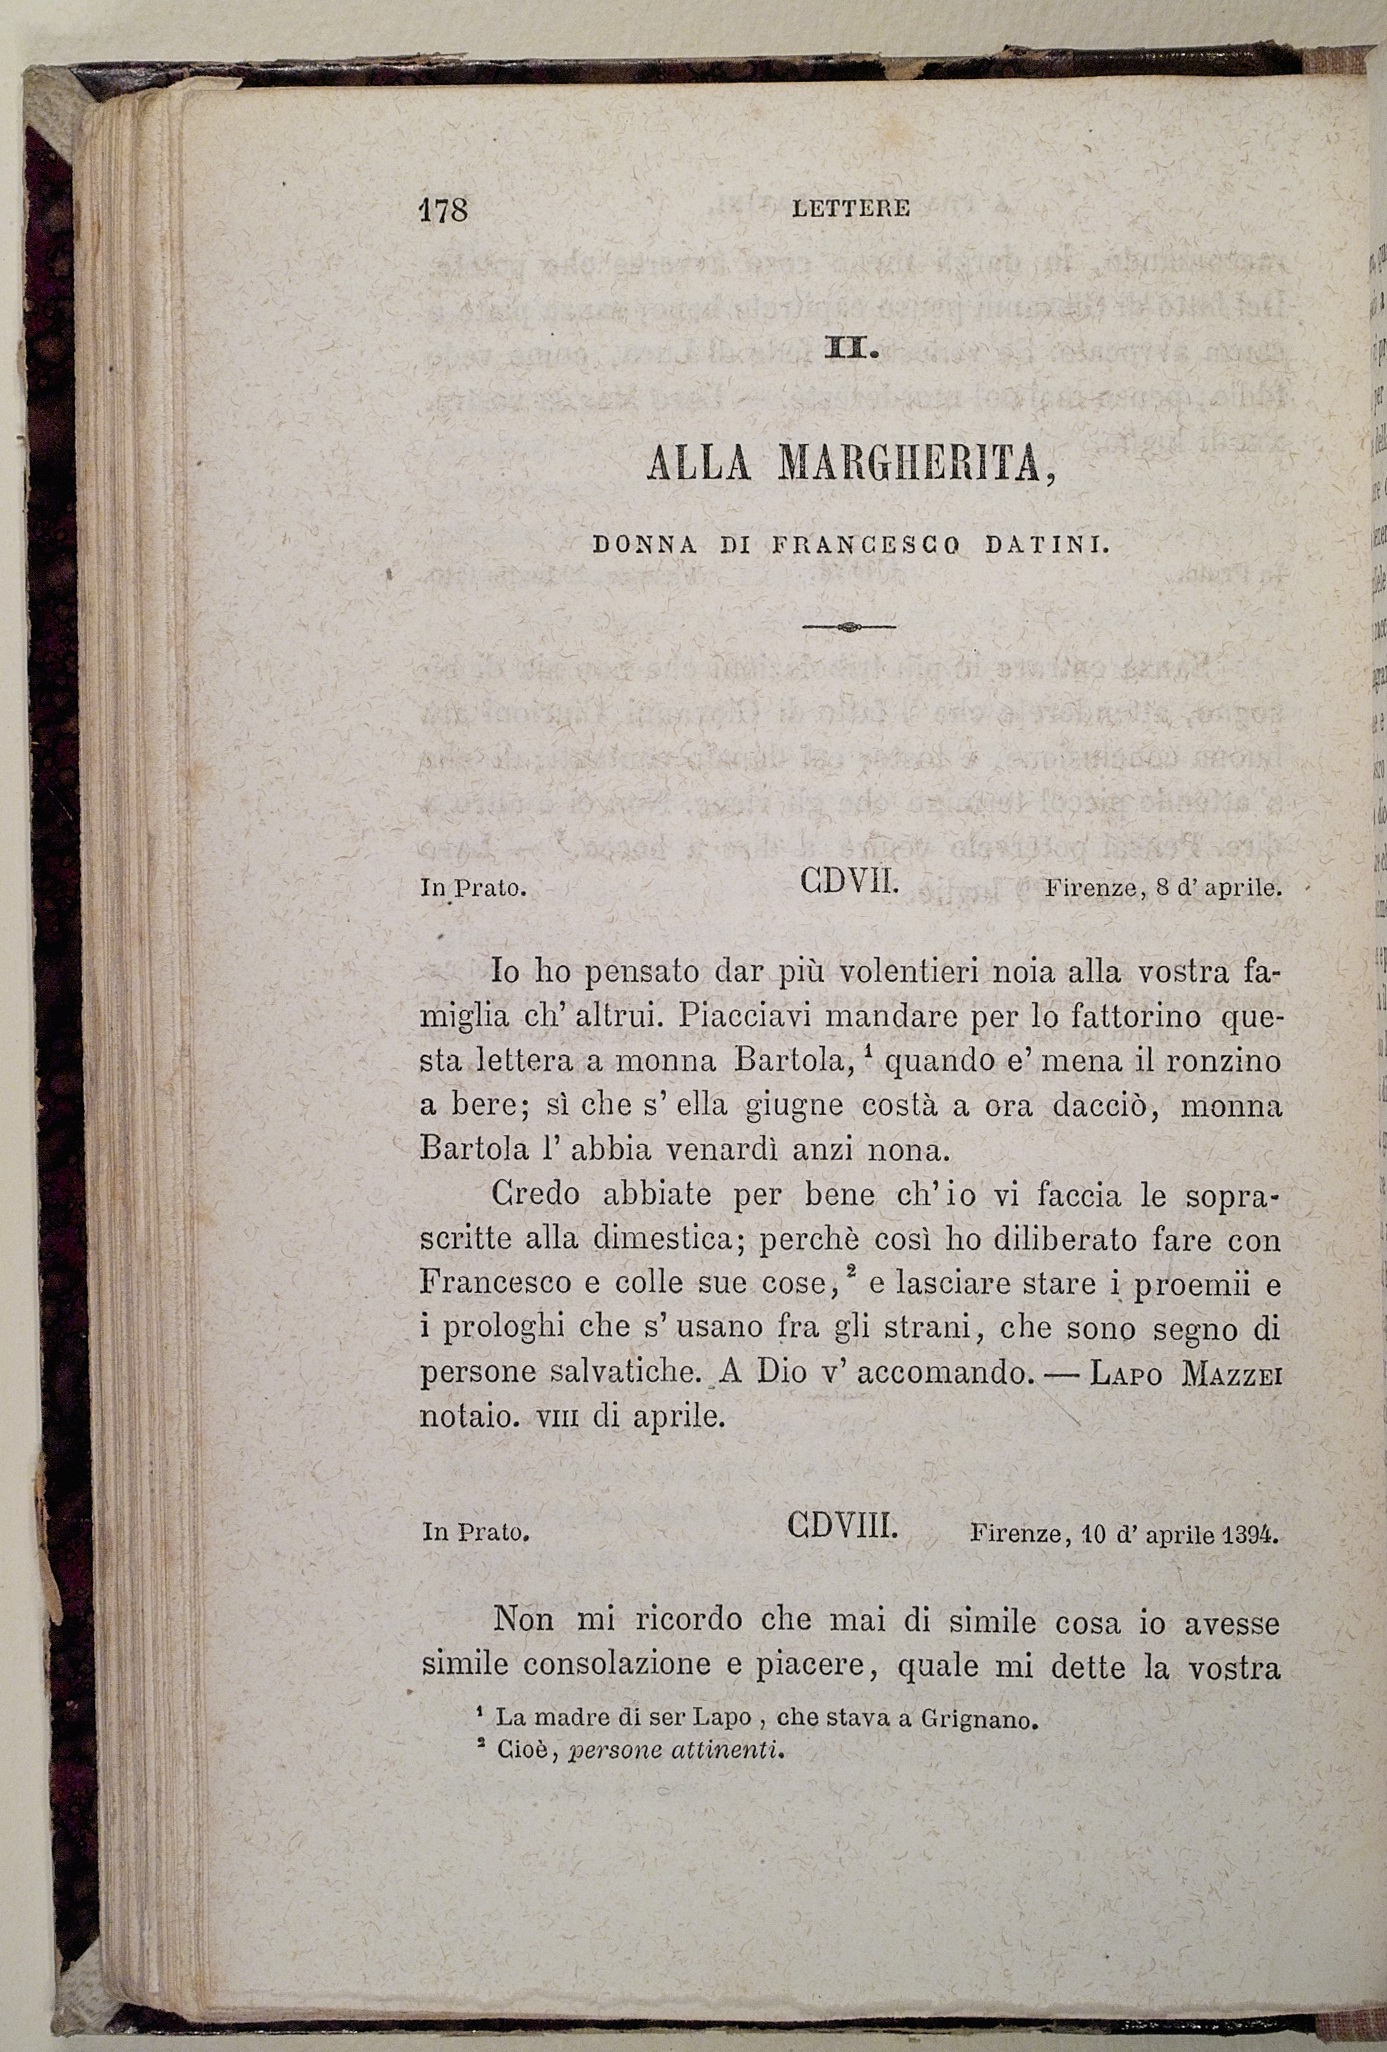 178 LETTERE
II.
ALLA MARGHERITA,
DONNA DI FRANCESCO DATINI.
In Prato. CDVII. Firenze, 8 d' aprile.
Io ho pensato dar più volentieri noia alla vostra fa-
miglia ch' altrui. Piacciavi mandare per lo fattorino que-
sta lettera a monna Bartola,¹ quando e' mena il ronzino
a bere; sì che s' ella giugne costà a ora dacciò, monna
Bartola l' abbia venardì anzi nona.
Credo abbiate per bene ch' io vi faccia le sopra-
scritte alla dimestica; perchè così ho diliberato fare con
Francesco e colle sue cose,² e lasciare stare i proemii e
i prologhi che s' usano fra gli strani, che sono segno di
persone salvatiche. A Dio v' accomando. — LAPO MAZZEI
notaio. VIII di aprile.
In Prato. CDVIII. Firenze, 10 d' aprile 1394.
Non mi ricordo che mai di simile cosa io avesse
simile consolazione e piacere, quale mi dette la vostra
¹ La madre di ser Lapo, che stava a Grignano.
² Cioè, persone attinenti.